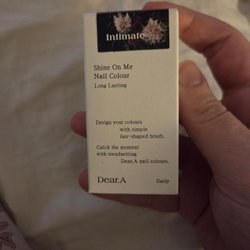 Intimate
Shine On Me
Nail Colour
Long Lasting
Design your colours
with simple
fan-shaped brush,
Catch the moment
with trendsetting
Dear.A nail colours.
Dear.A
Daily